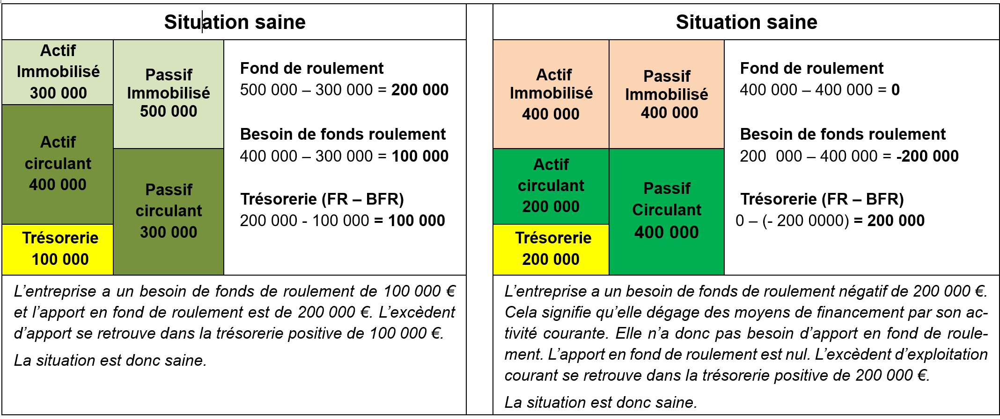 Situation saine
Actif
Immobilisé
300 000
Actif
circulant
400 000
Trésorerie
100 000
Passif
Immobilisé
500 000
Passif
circulant
300 000
Fond de roulement
500 000 – 300 000 = 200 000
Besoin de fonds roulement
400 000 – 300 000 = 100 000
Trésorerie (FR – BFR)
200 000 - 100 000 = 100 000
L’entreprise a un besoin de fonds de roulement de 100 000 €
et l’apport en fond de roulement est de 200 000 €. L’excèdent
d’apport se retrouve dans la trésorerie positive de 100 000 €.
La situation est donc saine.
Situation saine
Actif
Immobilisé
400 000
Actif
circulant
200 000
Trésorerie
200 000
Passif
Immobilisé
400 000
Passif
Circulant
400 000
Fond de roulement
400 000 – 400 000 = 0
Besoin de fonds roulement
200  000 – 400 000 = -200 000
Trésorerie (FR – BFR)
0 – (- 200 0000) = 200 000
L’entreprise a un besoin de fonds de roulement négatif de 200 000 €.
Cela signifie qu’elle dégage des moyens de financement par son ac-
tivité courante. Elle n’a donc pas besoin d’apport en fond de roule-
ment. L’apport en fond de roulement est nul. L’excèdent d’exploitation
courant se retrouve dans la trésorerie positive de 200 000 €.
La situation est donc saine.